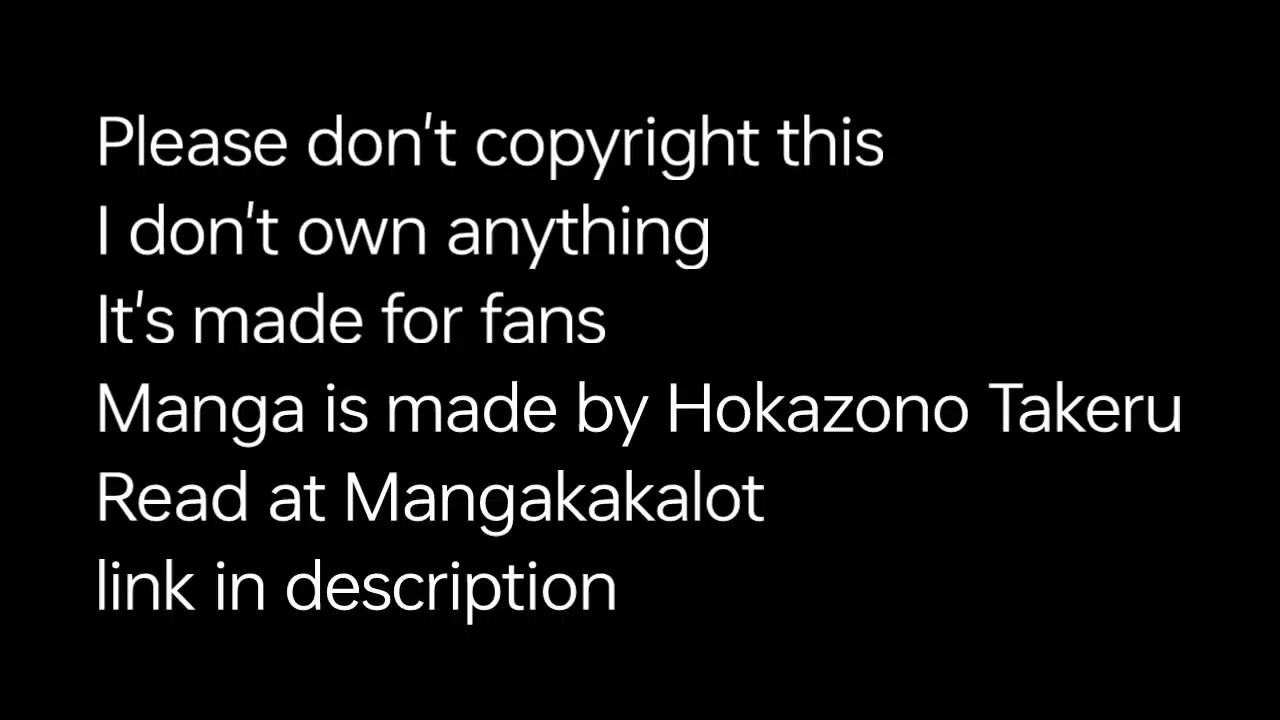 Please don't copyright this
I don't own anything
It's made for fans
Manga is made by Hokazono Takeru
Read at Mangakakalot
link in description